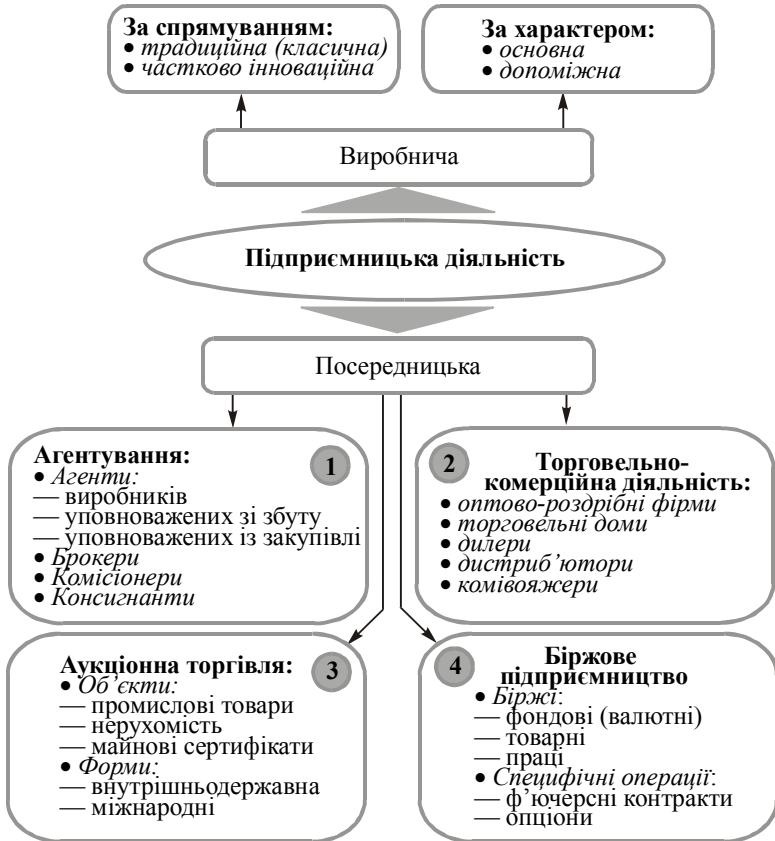 За спрямуванням:
• традиційна (класична)
• частково інноваційна
За характером:
• основна
• допоміжна
Виробнича
Підприємницька діяльність
Посередницька
Агентування:
1
• Агенти:
— виробників
— уповноважених зі збуту
— уповноважених із закупівлі
• Брокери
• Комісіонери
• Консигнанти
2
Торговельно-
комерційна діяльність:
• оптово-роздрібні фірми
• торговельні доми
• дилери
• дистриб’ютори
• комівояжери
Аукціонна торгівля:
3
• Об’єкти:
— промислові товари
— нерухомість
— майнові сертифікати
• Форми:
— внутрішньодержавна
— міжнародні
4
Біржове
підприємництво
• Біржі:
— фондові (валютні)
— товарні
— праці
• Специфічні операції:
— ф’ючерсні контракти
— опціони